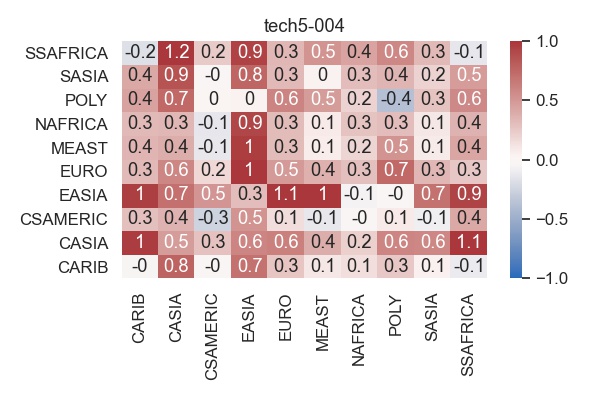 tech5-004
SSAFRICA -0.2 1.2 0.2 0.9 0.3 0.5 0.4 0.6 0.3 -0.1 1.0
SASIA 0.4 0.9 -0 0.8 0.3 0 0.3 0.4 0.2 0.5
POLY 0.4 0.7 0 0 0.6 0.5 0.2 -0.4 0.3 0.6 0.5
NAFRICA 0.3 0.3 -0.1 0.9 0.3 0.1 0.3 0.3 0.1 0.4
MEAST 0.4 0.4 -0.1 1 0.3 0.1 0.2 0.5 0.1 0.4
EURO 0.3 0.6 0.2 1 0.5 0.4 0.3 0.7 0.3 0.3 0.0
EASIA 1 0.7 0.5 0.3 1.1 1 -0.1 -0 0.7 0.9
CSAMERIC 0.3 0.4 -0.3 0.5 0.1 -0.1 -0 0.1 -0.1 0.4 −0.5
CASIA 1 0.5 0.3 0.6 0.6 0.4 0.2 0.6 0.6 1.1
CARIB -0 0.8 -0 0.7 0.3 0.1 0.1 0.3 0.1 -0.1 −1.0
CARIB CASIA CSAMERIC EASIA EURO MEAST NAFRICA POLY SASIA SSAFRICA